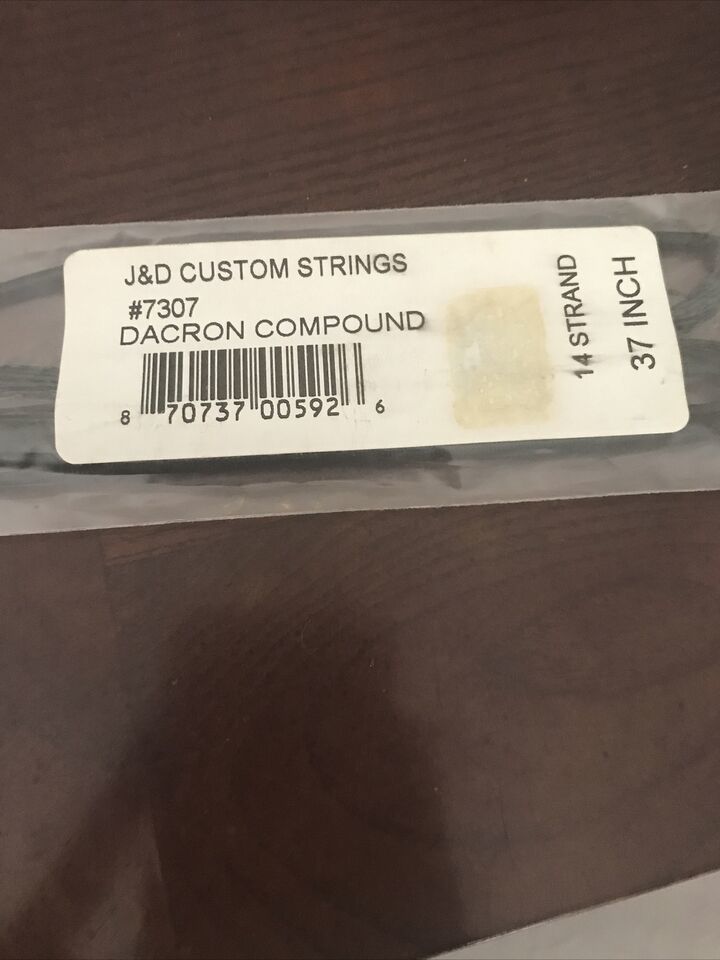 J&D CUSTOM STRINGS
#7307
DACRON COMPOUND
8 70737 00592 6
14 STRAND
37 INCH